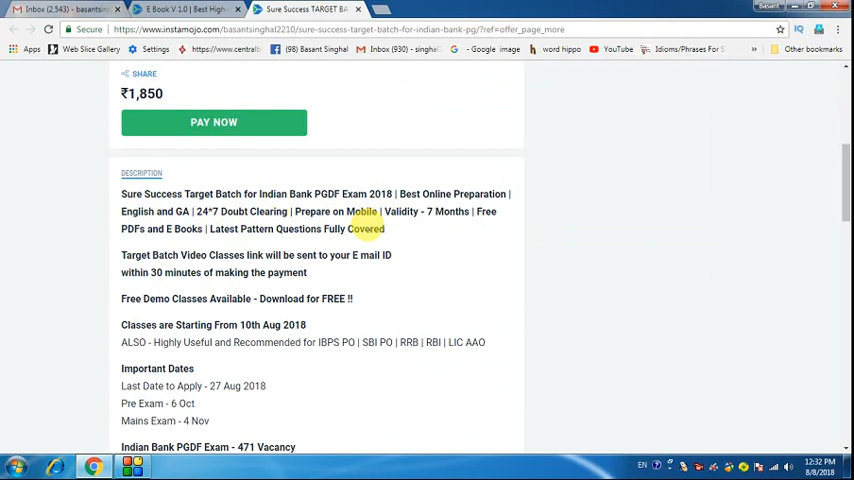 Inbox (2,543) - basantsin
E Book V 1.0 | Best High
Sure Success TARGET BA
Basant
Secure
https://www.instamojo.com/basantsinghal2210/sure-success-target-batch-for-indian-bank-pg/?ref=offer_page_more
Apps
Web Slice Gallery
Settings
https://www.centralb
(98) Basant Singhal
Inbox (930) - singhal
- Google image
word hippo
YouTube
Idioms/Phrases For S
»
Other bookmarks
SHARE
₹1,850
PAY NOW
DESCRIPTION
Sure Success Target Batch for Indian Bank PGDF Exam 2018 | Best Online Preparation |
English and GA | 24*7 Doubt Clearing | Prepare on Mobile | Validity - 7 Months | Free
PDFs and E Books | Latest Pattern Questions Fully Covered
Target Batch Video Classes link will be sent to your E mail ID
within 30 minutes of making the payment
Free Demo Classes Available - Download for FREE !!
Classes are Starting From 10th Aug 2018
ALSO - Highly Useful and Recommended for IBPS PO | SBI PO | RRB | RBI | LIC AAO
Important Dates
Last Date to Apply - 27 Aug 2018
Pre Exam - 6 Oct
Mains Exam - 4 Nov
Indian Bank PGDF Exam - 471 Vacancy
EN
12:32 PM
8/8/2018